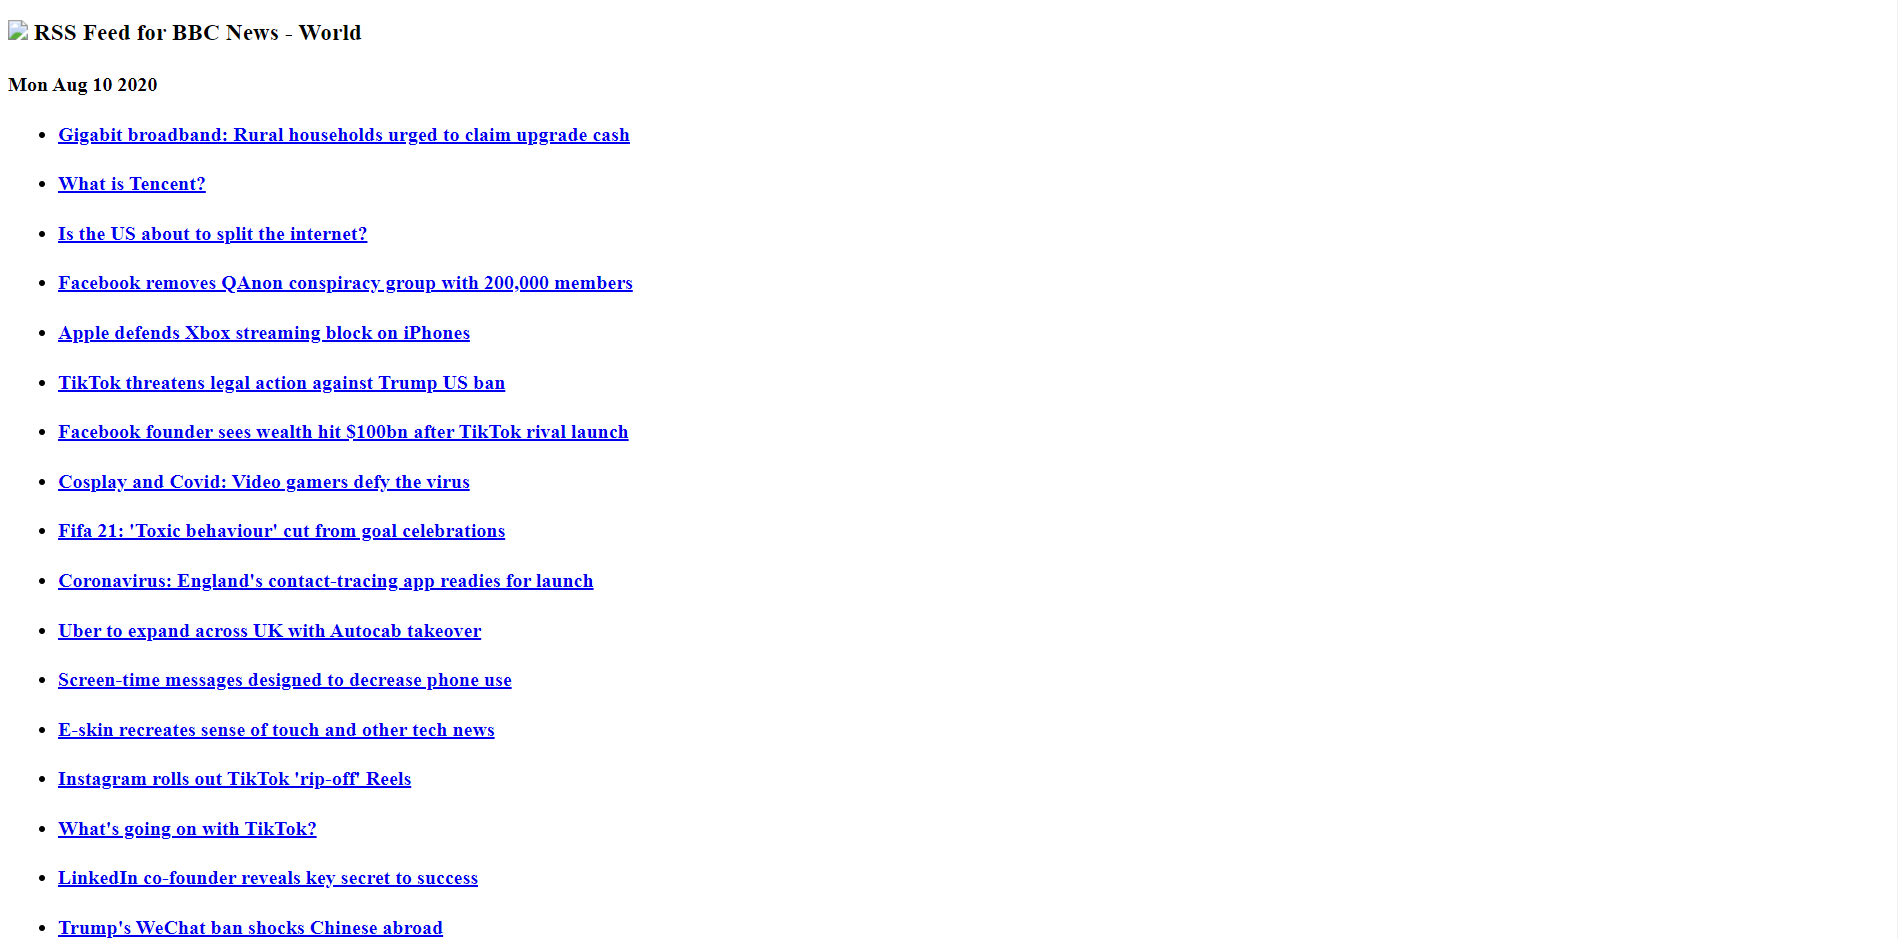 RSS Feed for BBC News - World
Mon Aug 10 2020
Gigabit broadband: Rural households urged to claim upgrade cash
What is Tencent?
Is the US about to split the internet?
Facebook removes QAnon conspiracy group with 200,000 members
Apple defends Xbox streaming block on iPhones
TikTok threatens legal action against Trump US ban
Facebook founder sees wealth hit $100bn after TikTok rival launch
Cosplay and Covid: Video gamers defy the virus
Fifa 21: 'Toxic behaviour' cut from goal celebrations
Coronavirus: England's contact-tracing app readies for launch
Uber to expand across UK with Autocab takeover
Screen-time messages designed to decrease phone use
E-skin recreates sense of touch and other tech news
Instagram rolls out TikTok 'rip-off' Reels
What's going on with TikTok?
LinkedIn co-founder reveals key secret to success
Trump's WeChat ban shocks Chinese abroad